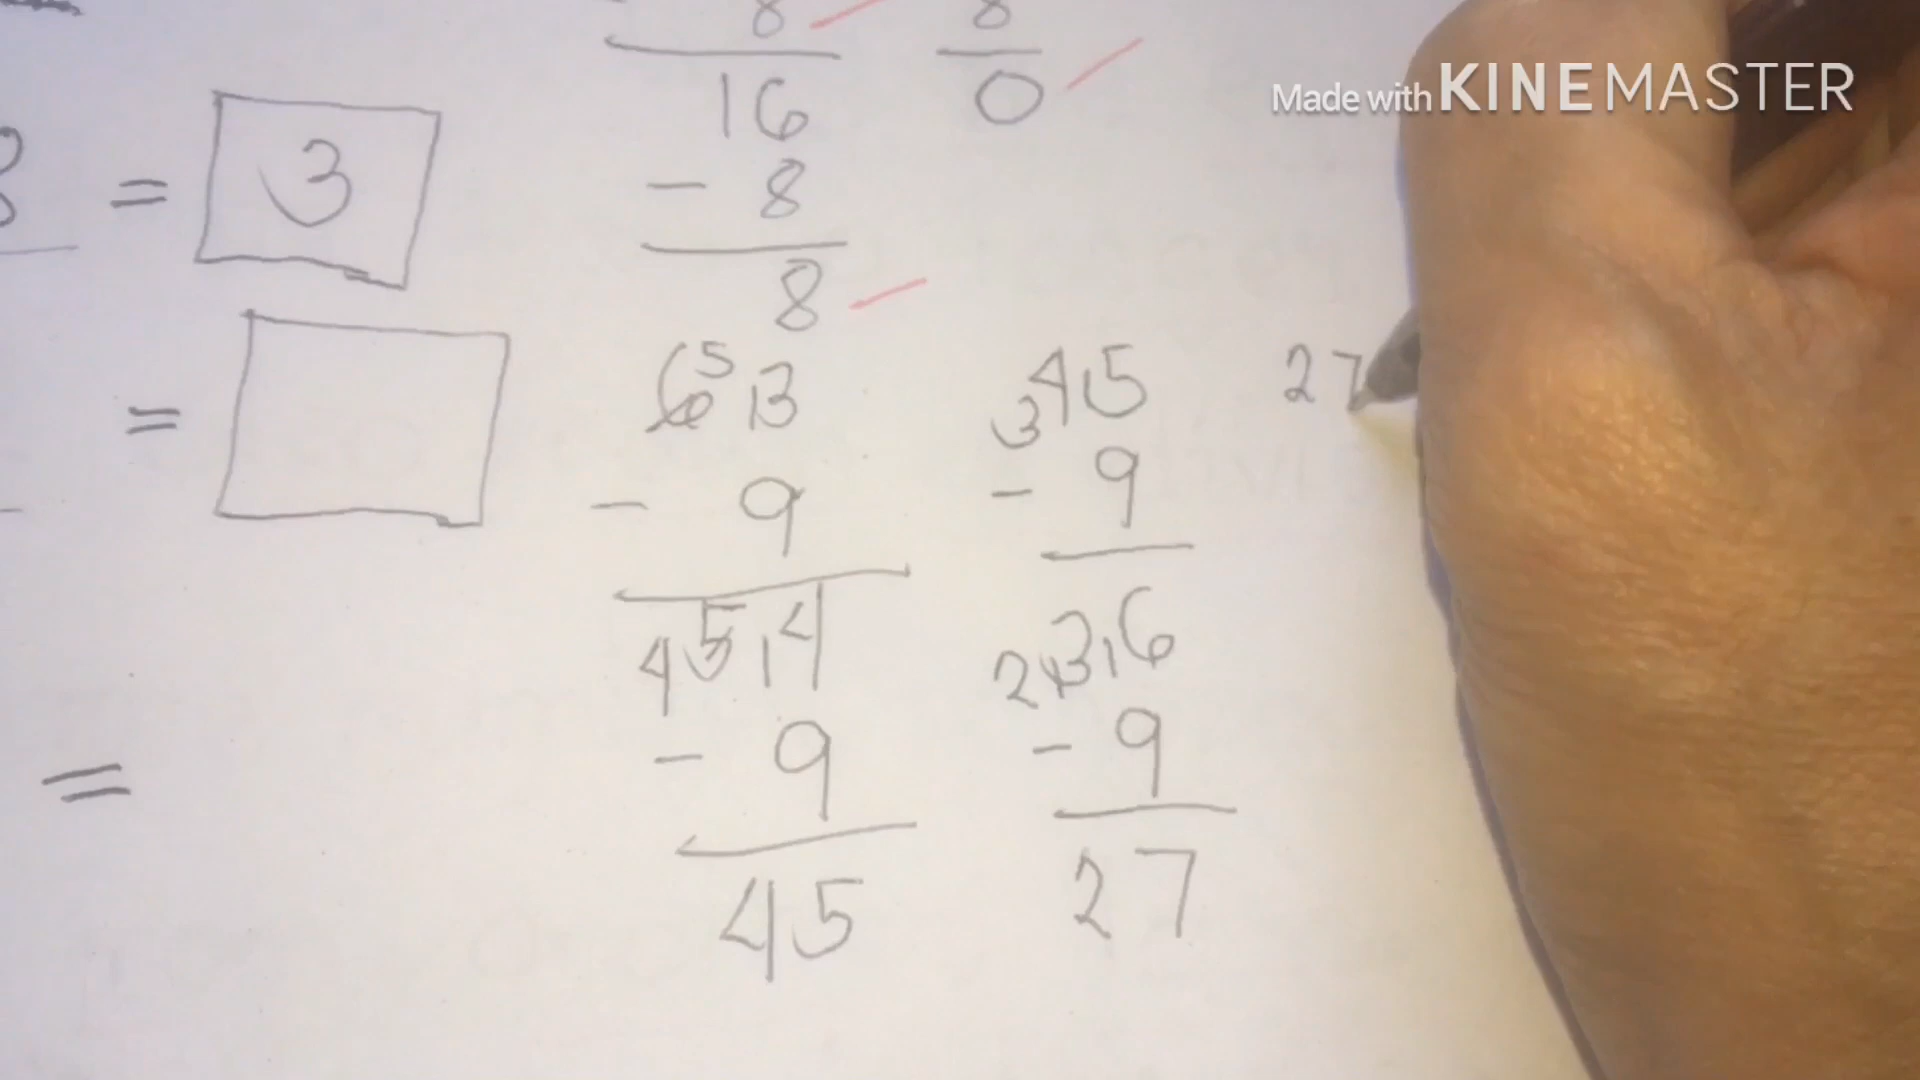 Made with KINEMASTER
8 8
16 0
= 3
- 8
8
=
6 5 13
- 9
4 5 14
- 9
45
3 4 15
- 9
2 3 16
- 9
27
27
=